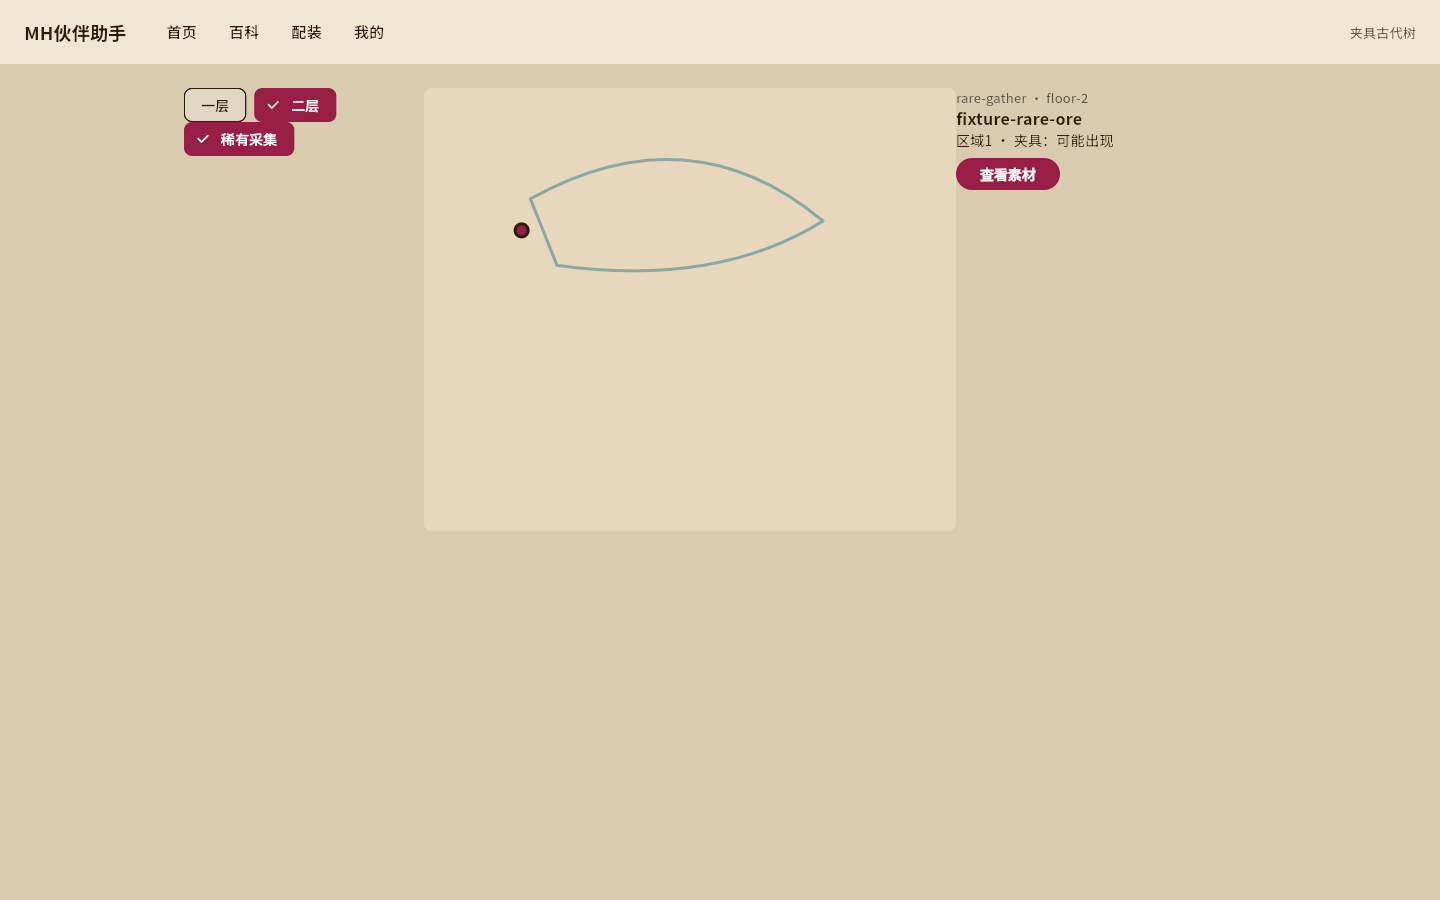 MH伙伴助手 首页 百科 配装 我的 夹具古代树
一层 二层
稀有采集
rare-gather · floor-2
fixture-rare-ore
区域1 · 夹具：可能出现
查看素材